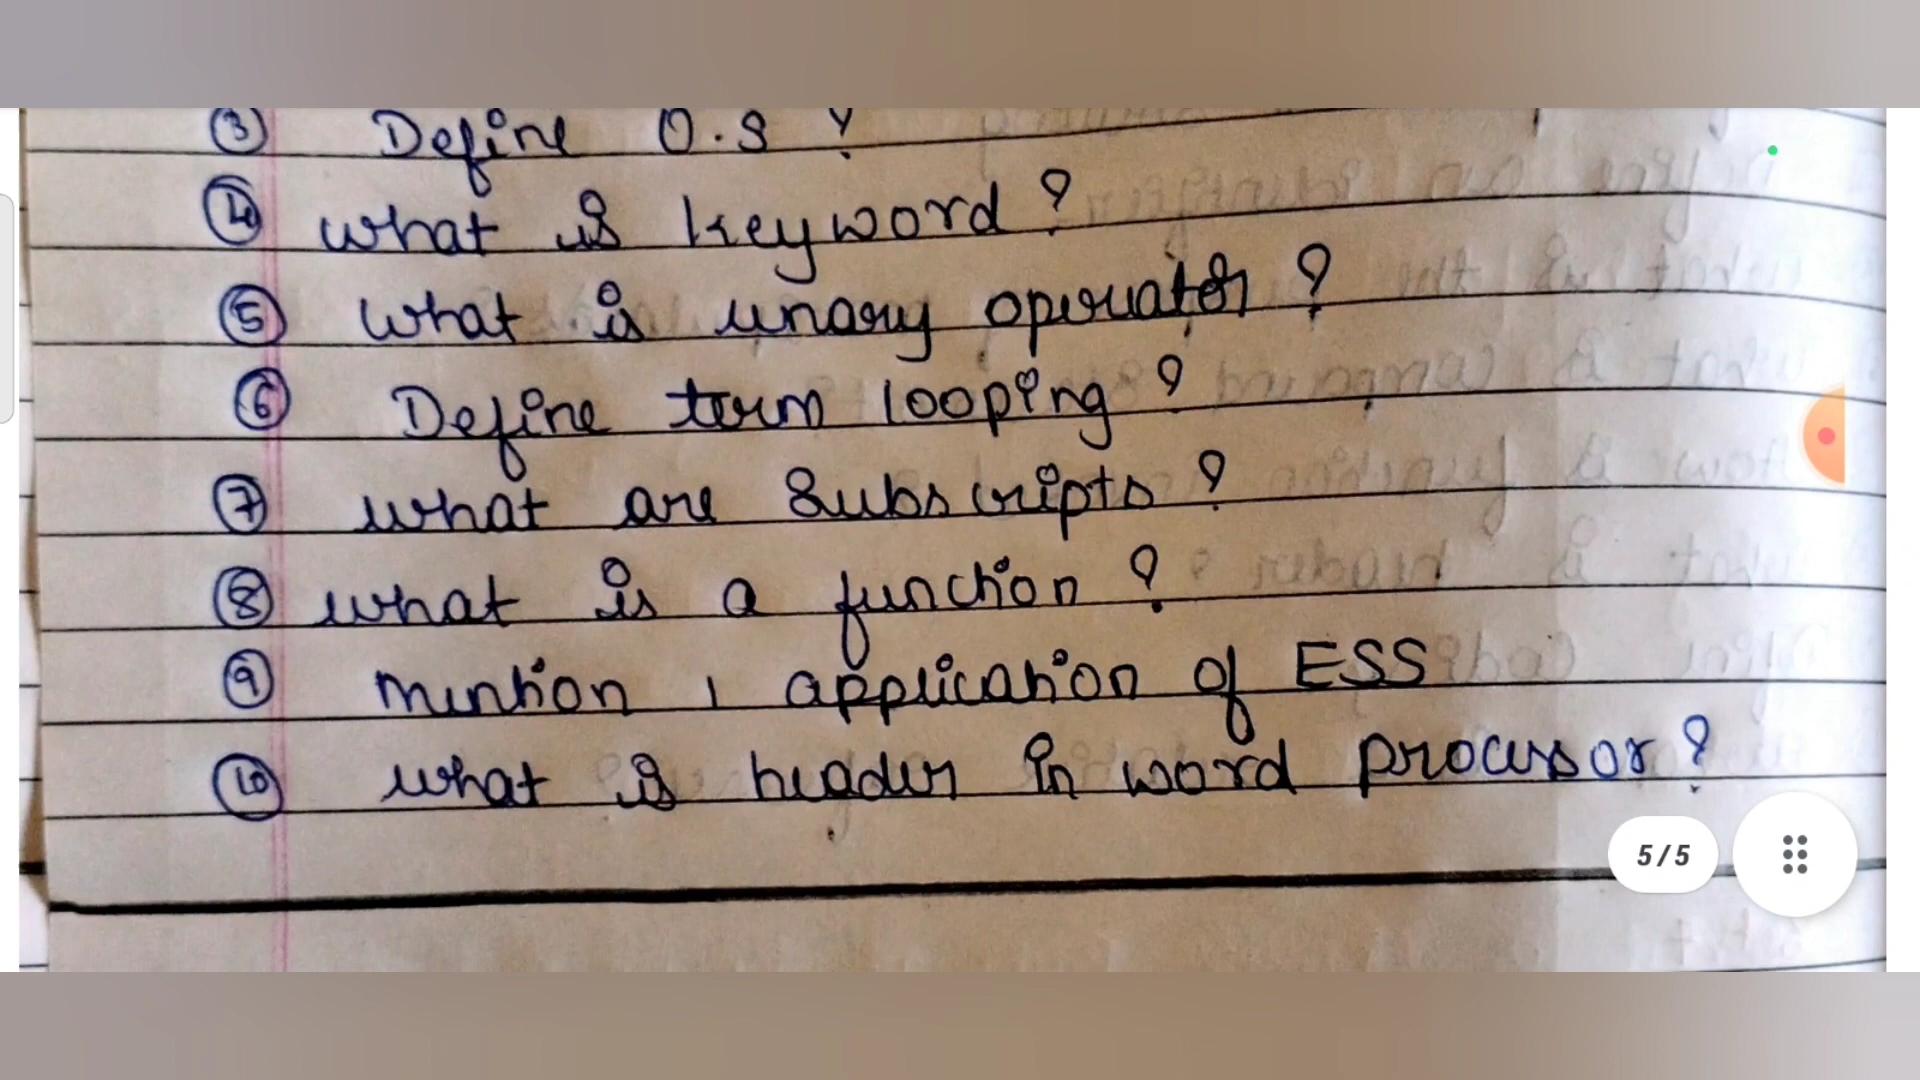 ③ Define O.S ?
④ what is keyword ?
⑤ what is unary operator ?
⑥ Define term looping ?
⑦ what are subscripts ?
⑧ what is a function ?
⑨ mention 1 application of ESS
⑩ what is header in word processor ?
5/5